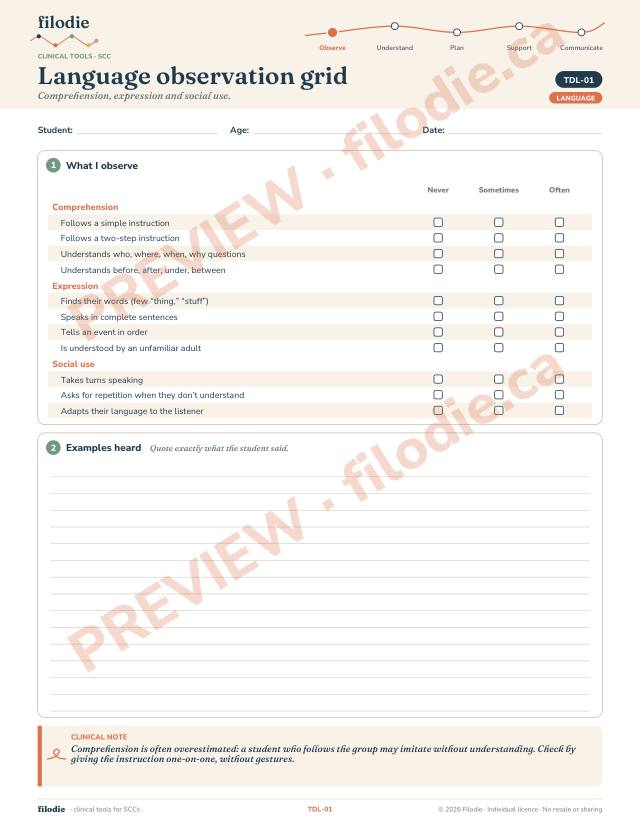 filodie
CLINICAL TOOLS · SCC
Observe Understand Plan Support Communicate
Language observation grid
Comprehension, expression and social use.
TDL-01
LANGUAGE
Student: Age: Date:
1 What I observe
Never Sometimes Often
Comprehension
Follows a simple instruction
Follows a two-step instruction
Understands who, where, when, why questions
Understands before, after, under, between
Expression
Finds their words (few “thing,” “stuff”)
Speaks in complete sentences
Tells an event in order
Is understood by an unfamiliar adult
Social use
Takes turns speaking
Asks for repetition when they don’t understand
Adapts their language to the listener
2 Examples heard Quote exactly what the student said.
CLINICAL NOTE
Comprehension is often overestimated: a student who follows the group may imitate without understanding. Check by
giving the instruction one-on-one, without gestures.
filodie · clinical tools for SCCs TDL-01 © 2026 Filodie · Individual licence · No resale or sharing
PREVIEW · filodie.ca
PREVIEW · filodie.ca